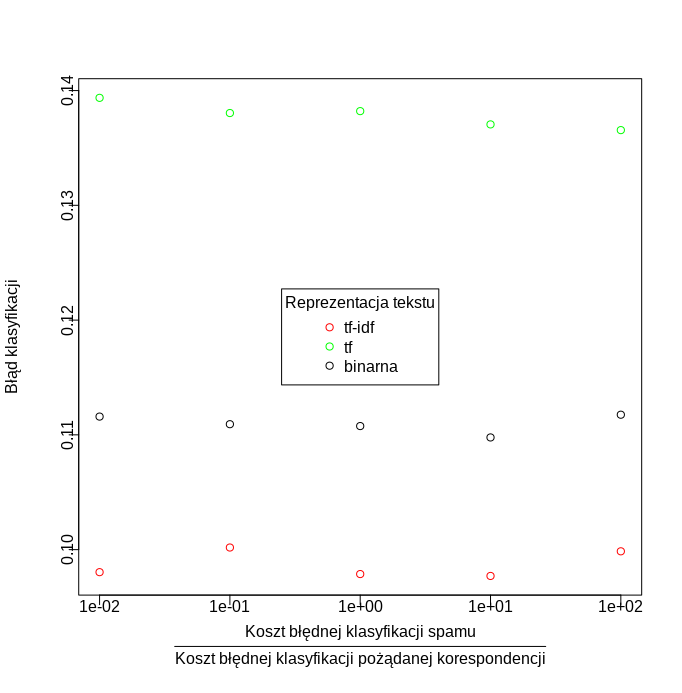 0.14
0.13
0.12
0.11
0.10
Błąd klasyfikacji
Reprezentacja tekstu
tf-idf
tf
binarna
1e-02 1e-01 1e+00 1e+01 1e+02
Koszt błędnej klasyfikacji spamu
Koszt błędnej klasyfikacji pożądanej korespondencji